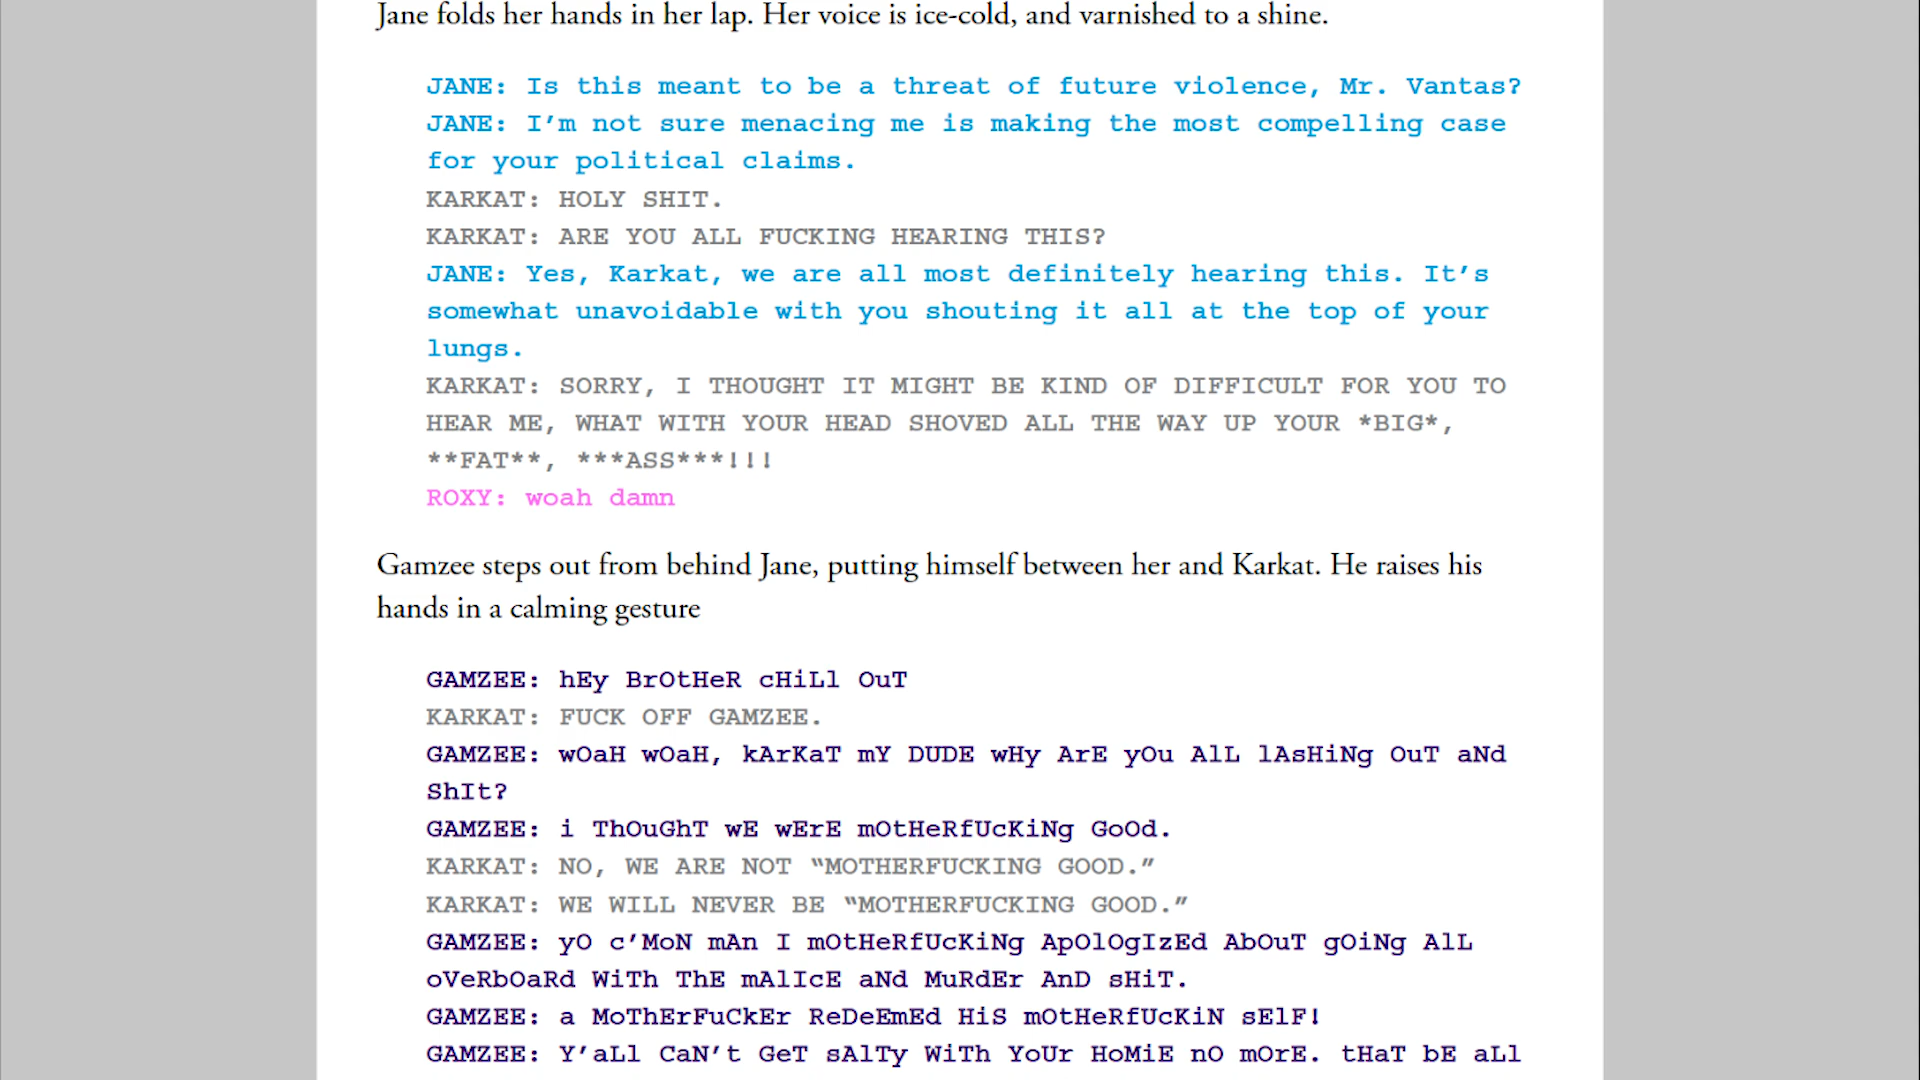 Jane folds her hands in her lap. Her voice is ice-cold, and varnished to a shine.
JANE: Is this meant to be a threat of future violence, Mr. Vantas?
JANE: I’m not sure menacing me is making the most compelling case
for your political claims.
KARKAT: HOLY SHIT.
KARKAT: ARE YOU ALL FUCKING HEARING THIS?
JANE: Yes, Karkat, we are all most definitely hearing this. It’s
somewhat unavoidable with you shouting it all at the top of your
lungs.
KARKAT: SORRY, I THOUGHT IT MIGHT BE KIND OF DIFFICULT FOR YOU TO
HEAR ME, WHAT WITH YOUR HEAD SHOVED ALL THE WAY UP YOUR *BIG*,
**FAT**, ***ASS***!!!
ROXY: woah damn
Gamzee steps out from behind Jane, putting himself between her and Karkat. He raises his
hands in a calming gesture
GAMZEE: hEy BrOtHeR cHiLl OuT
KARKAT: FUCK OFF GAMZEE.
GAMZEE: wOaH wOaH, kArKaT mY DUDE wHy ArE yOu AlL lAsHiNg OuT aNd
ShIt?
GAMZEE: i ThOuGhT wE wErE mOtHeRfUcKiNg GoOd.
KARKAT: NO, WE ARE NOT “MOTHERFUCKING GOOD.”
KARKAT: WE WILL NEVER BE “MOTHERFUCKING GOOD.”
GAMZEE: yO c’MoN mAn I mOtHeRfUcKiNg ApOlOgIzEd AbOuT gOiNg AlL
oVeRbOaRd WiTh ThE mAlIcE aNd MuRdEr AnD sHiT.
GAMZEE: a MoThErFuCkEr ReDeEmEd HiS mOtHeRfUcKiN sElF!
GAMZEE: Y’aLl CaN’t GeT sAlTy WiTh YoUr HoMiE nO mOrE. tHaT bE aLl